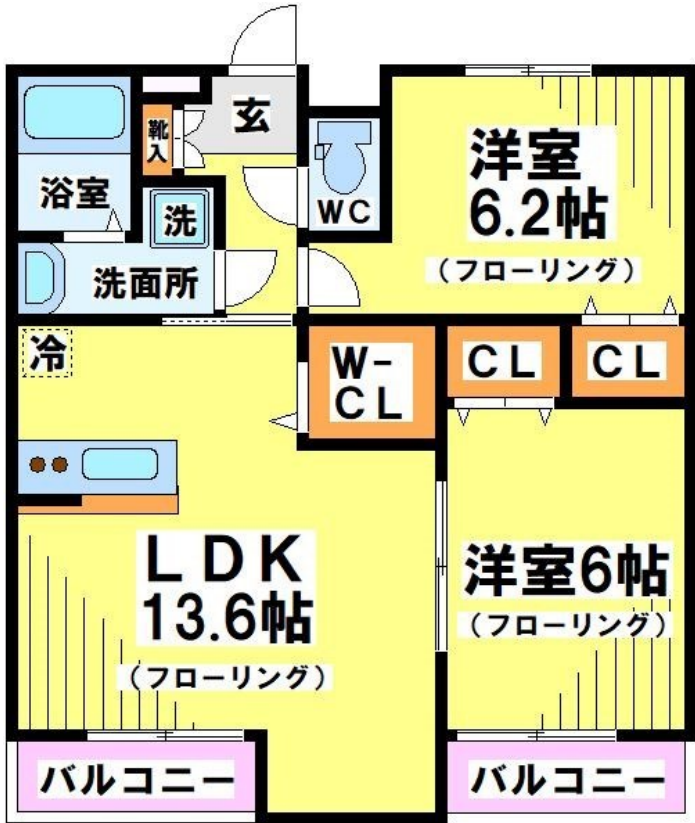 玄
靴
入
浴室
洗
WC
洋室
6.2帖
（フローリング）
洗面所
冷
W-
CL
CL
CL
LDK
13.6帖
（フローリング）
洋室6帖
（フローリング）
バルコニー
バルコニー